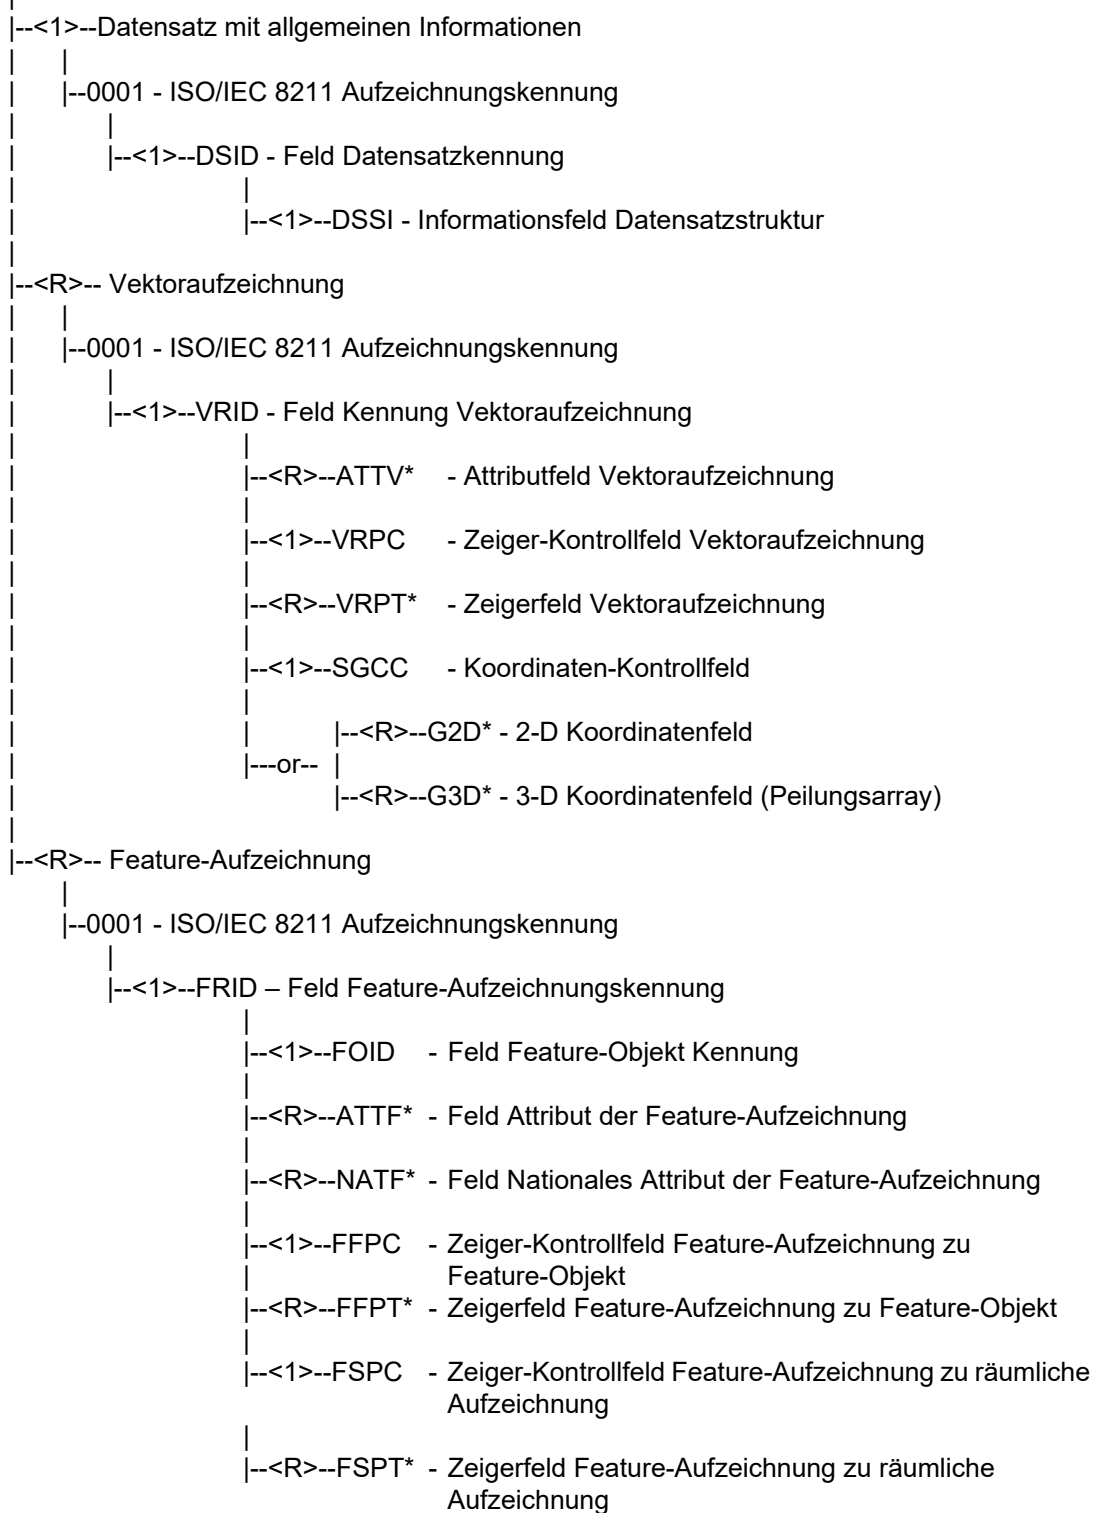 |--<1>--Datensatz mit allgemeinen Informationen
|--0001 - ISO/IEC 8211 Aufzeichnungskennung
|--<1>--DSID - Feld Datensatzkennung
|--<1>--DSSI - Informationsfeld Datensatzstruktur
|--<R>-- Vektoraufzeichnung
|--0001 - ISO/IEC 8211 Aufzeichnungskennung
|--<1>--VRID - Feld Kennung Vektoraufzeichnung
|--<R>--ATTV* - Attributfeld Vektoraufzeichnung
|--<1>--VRPC - Zeiger-Kontrollfeld Vektoraufzeichnung
|--<R>--VRPT* - Zeigerfeld Vektoraufzeichnung
|--<1>--SGCC - Koordinaten-Kontrollfeld
|--<R>--G2D* - 2-D Koordinatenfeld
|---or-- |
|--<R>--G3D* - 3-D Koordinatenfeld (Peilungsarray)
|--<R>-- Feature-Aufzeichnung
|--0001 - ISO/IEC 8211 Aufzeichnungskennung
|--<1>--FRID – Feld Feature-Aufzeichnungskennung
|--<1>--FOID - Feld Feature-Objekt Kennung
|--<R>--ATTF* - Feld Attribut der Feature-Aufzeichnung
|--<R>--NATF* - Feld Nationales Attribut der Feature-Aufzeichnung
|--<1>--FFPC - Zeiger-Kontrollfeld Feature-Aufzeichnung zu
Feature-Objekt
|--<R>--FFPT* - Zeigerfeld Feature-Aufzeichnung zu Feature-Objekt
|--<1>--FSPC - Zeiger-Kontrollfeld Feature-Aufzeichnung zu räumliche
Aufzeichnung
|--<R>--FSPT* - Zeigerfeld Feature-Aufzeichnung zu räumliche
Aufzeichnung